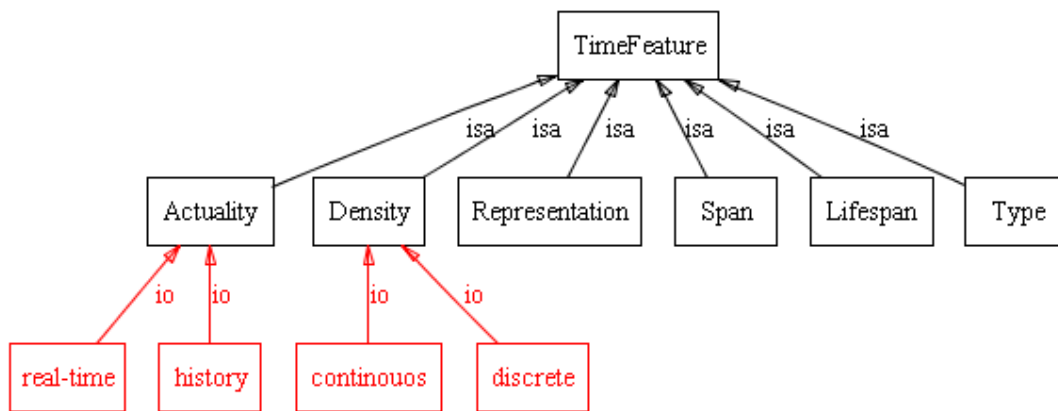 TimeFeature
isa
isa
isa
isa
isa
isa
Actuality
Density
Representation
Span
Lifespan
Type
io
io
io
io
real-time
history
continouos
discrete